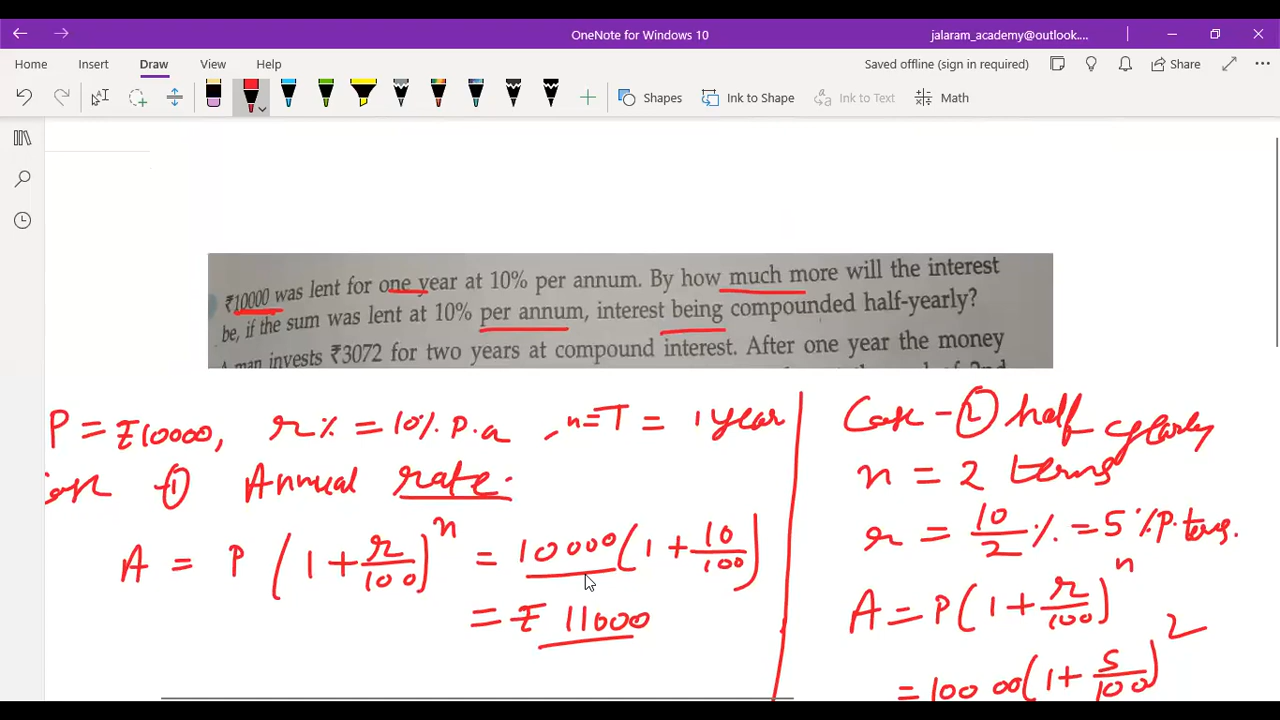 OneNote for Windows 10
jalaram_academy@outlook....
Home Insert Draw View Help
Saved offline (sign in required)
Share
Shapes
Ink to Shape
Ink to Text
Math
₹10000 was lent for one year at 10% per annum. By how much more will the interest
be, if the sum was lent at 10% per annum, interest being compounded half-yearly?
A man invests ₹3072 for two years at compound interest. After one year the money
P = ₹10000, r% = 10% P.a , n=T = 1 year
① Annual rate.
A = P (1 + r/100)^n = 10000 (1 + 10/100)
= ₹ 11000
Case - ② half yearly
n = 2 terms
r = 10/2 % = 5% P. term.
A = P (1 + r/100)^n
= 10000 (1 + 5/100)^2